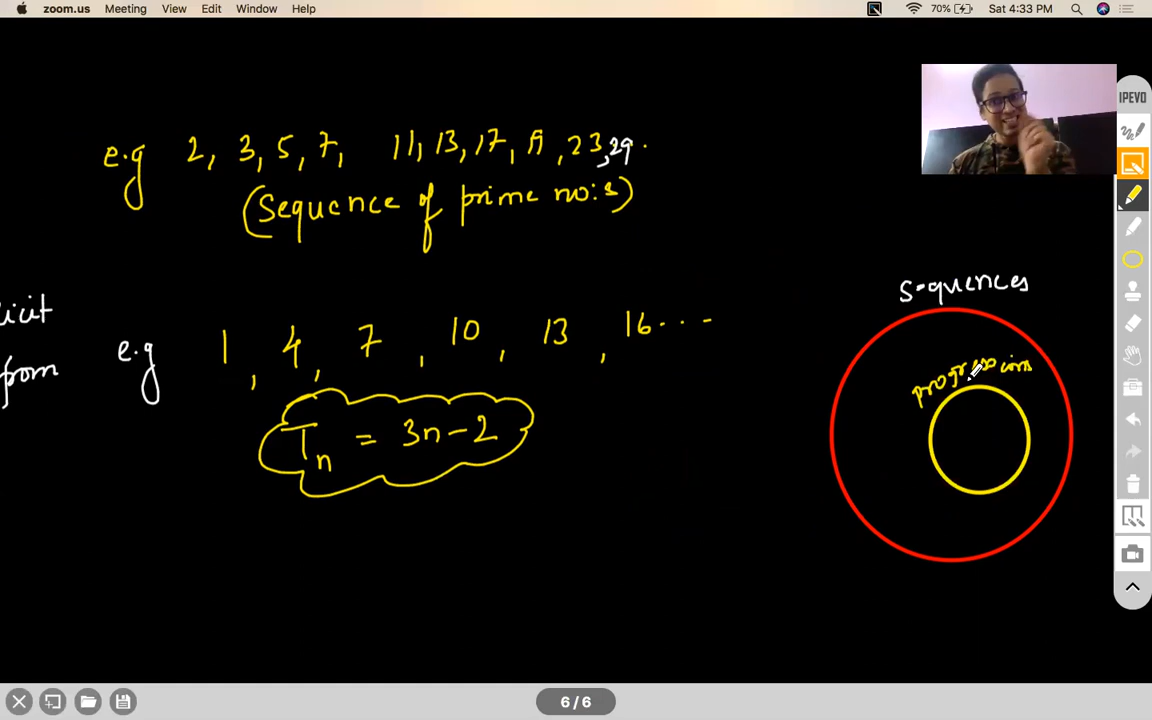 zoom.us Meeting View Edit Window Help 70% Sat 4:33 PM
IPEVO
e.g 2, 3, 5, 7, 11, 13, 17, 19, 23, 29.
(Sequence of prime no:s)
Sequences
icit
from
e.g 1, 4, 7, 10, 13, 16...-
progressions
Tn = 3n-2
6 / 6